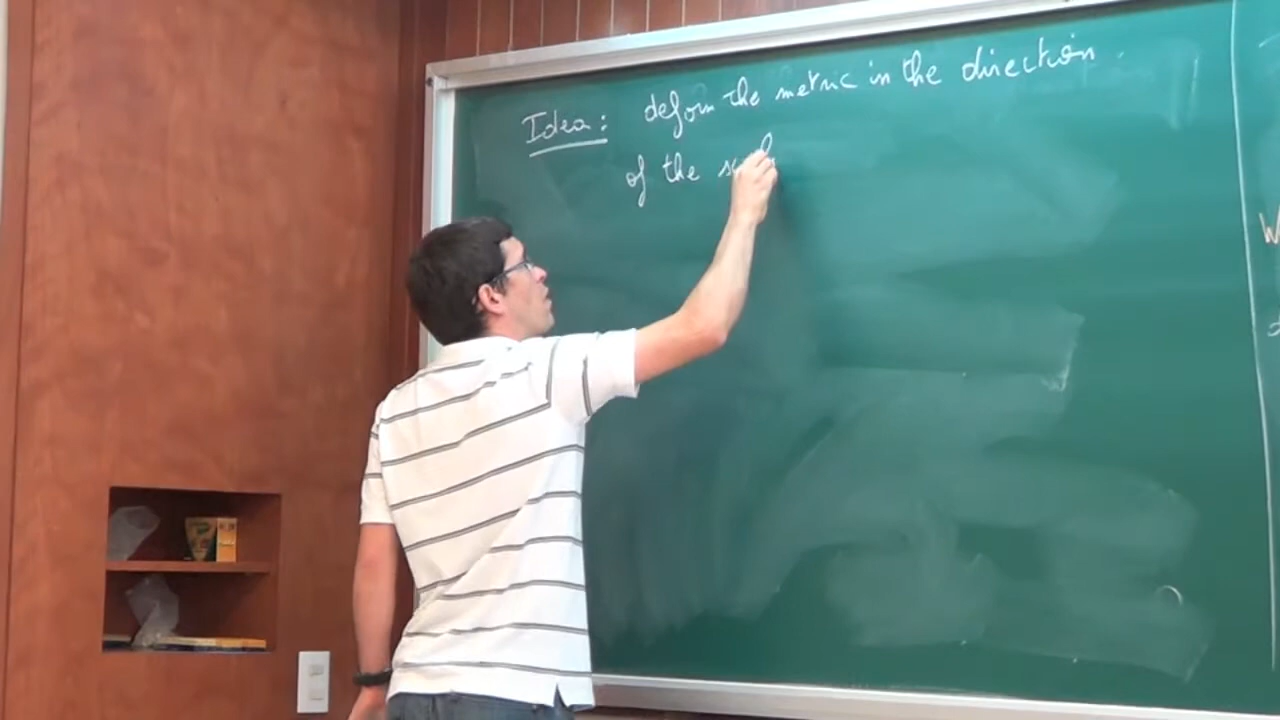 Idea: deform the metric in the direction
of the